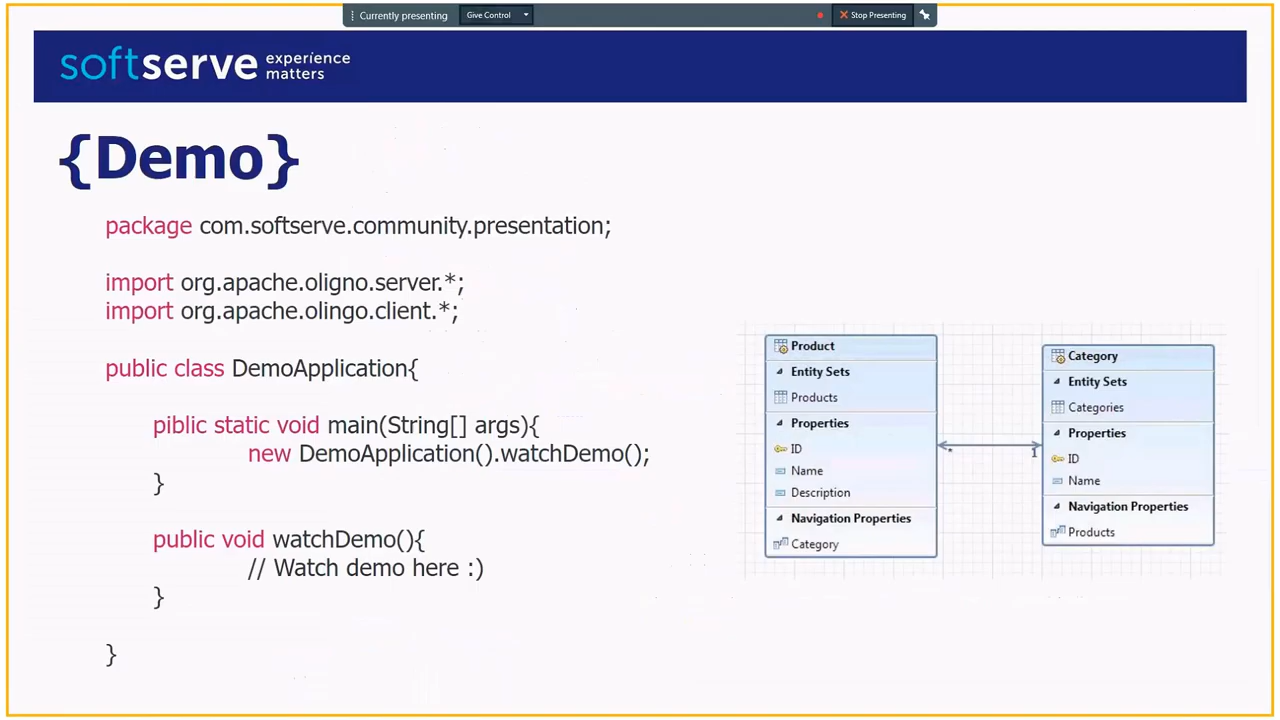 Currently presenting
Give Control
Stop Presenting
softserve experience matters
{Demo}
package com.softserve.community.presentation;
import org.apache.oligno.server.*;
import org.apache.olingo.client.*;
public class DemoApplication{
piblic static void main(String[] args){
new DemoApplication().watchDemo();
}
public void watchDemo(){
// Watch demo here :)
}
}
Product
Entity Sets
Products
Properties
ID
Name
Description
Navigation Properties
Category
* 1
Category
Entity Sets
Categories
Properties
ID
Name
Navigation Properties
Products